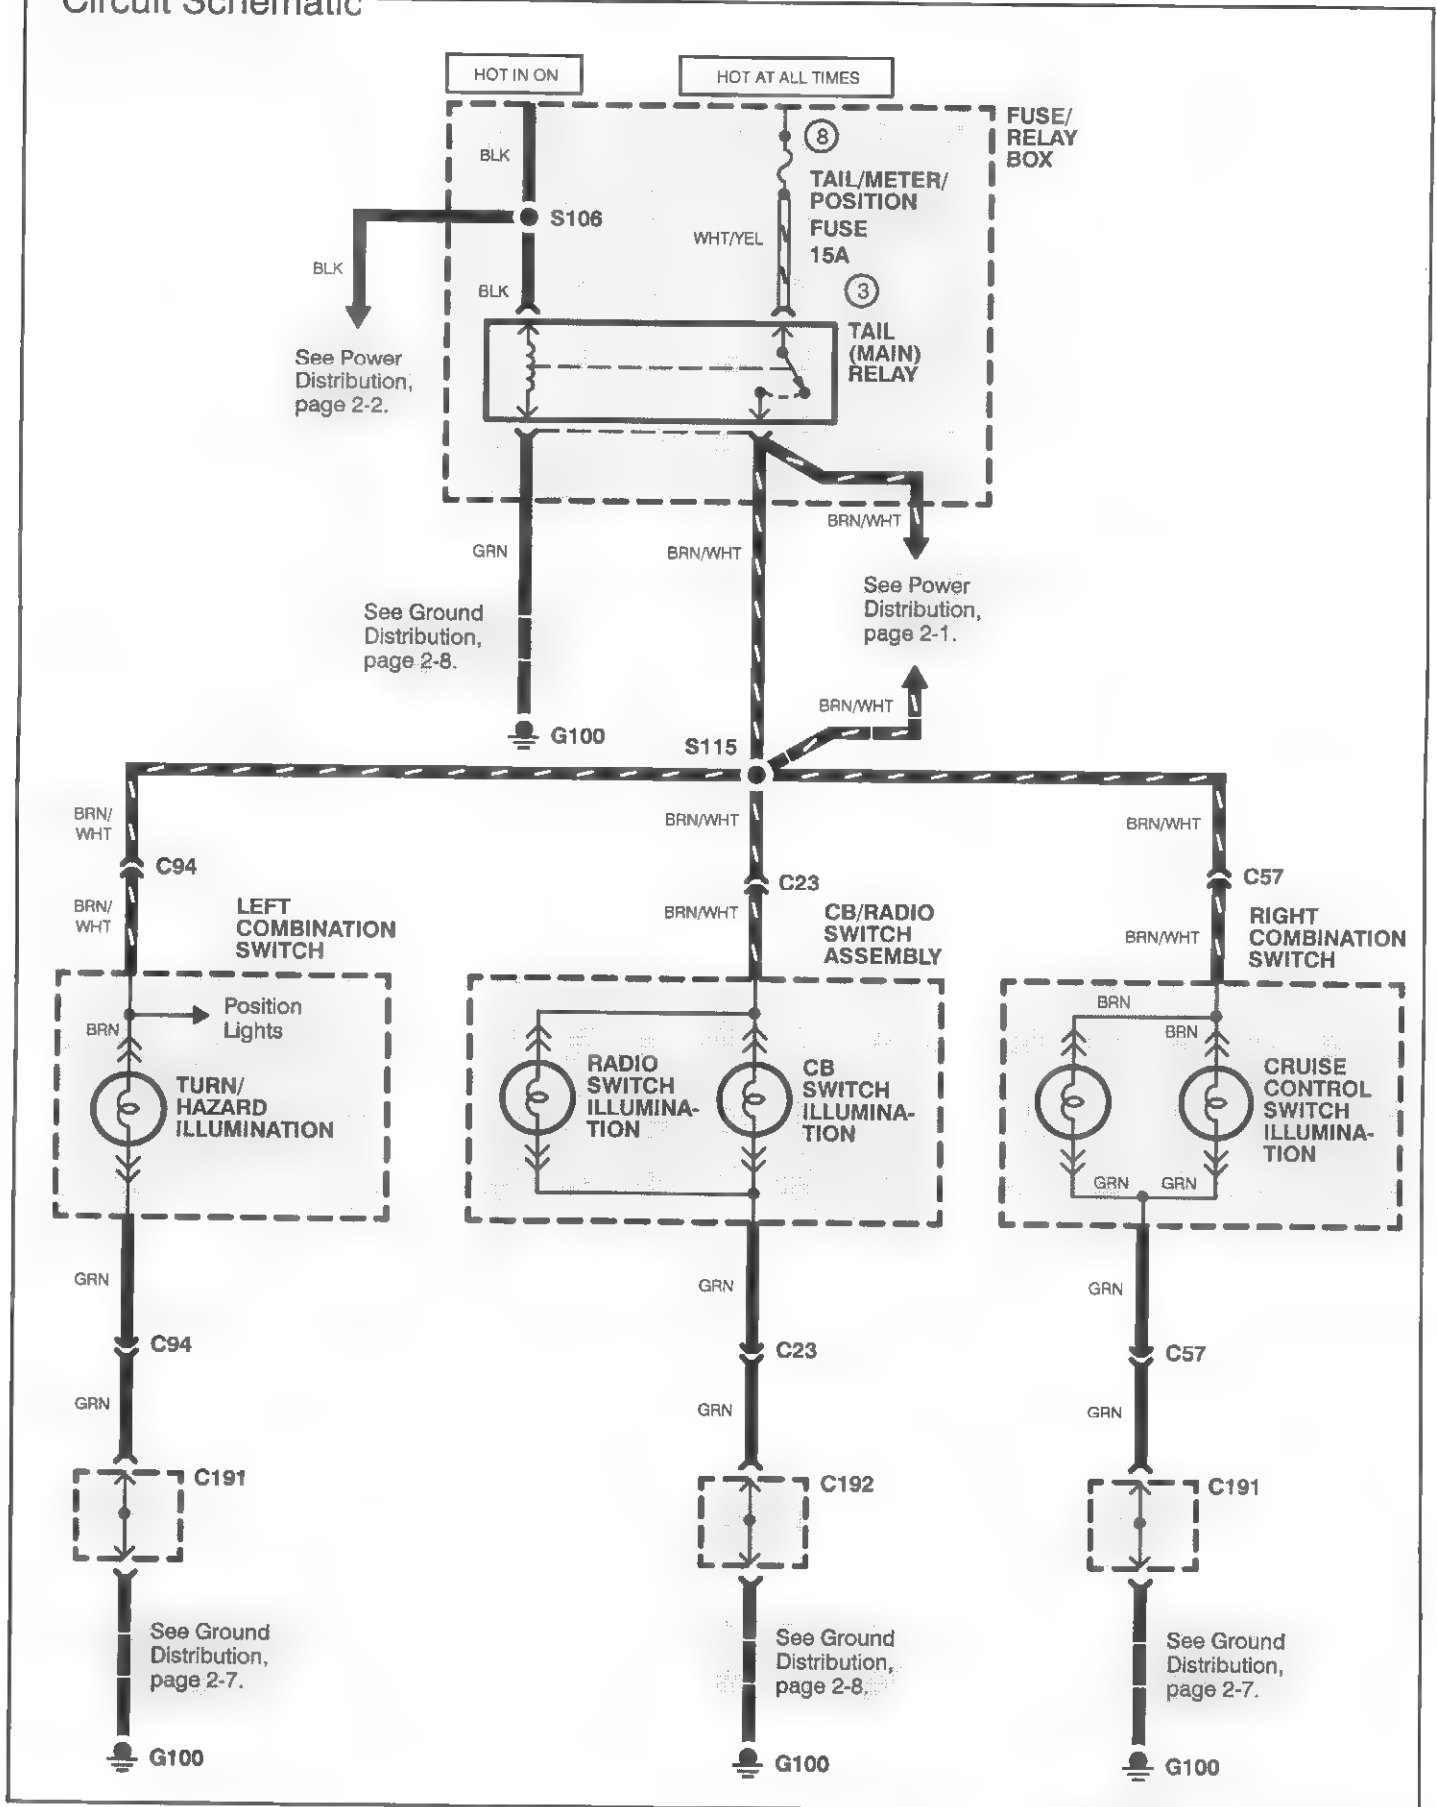 Circuit Schematic
HOT IN ON
HOT AT ALL TIMES
FUSE/
RELAY
BOX
8
BLK
TAIL/METER/
POSITION
FUSE
15A
S106
WHT/YEL
BLK
BLK
3
TAIL
(MAIN)
RELAY
See Power
Distribution,
page 2-2.
BRN/WHT
GRN
BRN/WHT
See Power
Distribution,
page 2-1.
See Ground
Distribution,
page 2-8.
BRN/WHT
G100
S115
BRN/
WHT
BRN/WHT
BRN/WHT
C94
C23
C57
BRN/
WHT
LEFT
COMBINATION
SWITCH
BRN/WHT
CB/RADIO
SWITCH
ASSEMBLY
BRN/WHT
RIGHT
COMBINATION
SWITCH
Position
Lights
BRN
BRN
BRN
TURN/
HAZARD
ILLUMINATION
RADIO
SWITCH
ILLUMINA-
TION
CB
SWITCH
ILLUMINA-
TION
CRUISE
CONTROL
SWITCH
ILLUMINA-
TION
GRN
GRN
GRN
GRN
GRN
C94
C23
C57
GRN
GRN
GRN
C191
C192
C191
See Ground
Distribution,
page 2-7.
See Ground
Distribution,
page 2-8.
See Ground
Distribution,
page 2-7.
G100
G100
G100